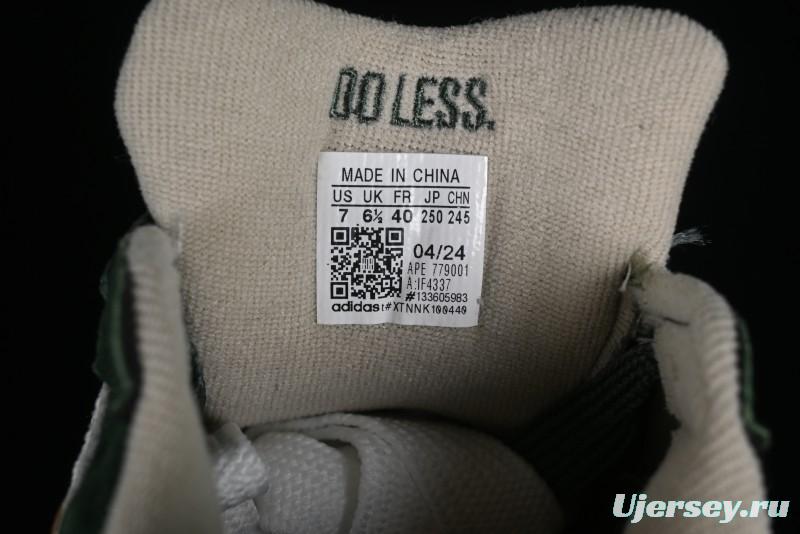 DO LESS.
MADE IN CHINA
US UK FR JP CHN
7 6½ 40 250 245
04/24
APE 779001
A:IF4337
#133605983
adidas t#XTNNK100440
Ujersey.ru